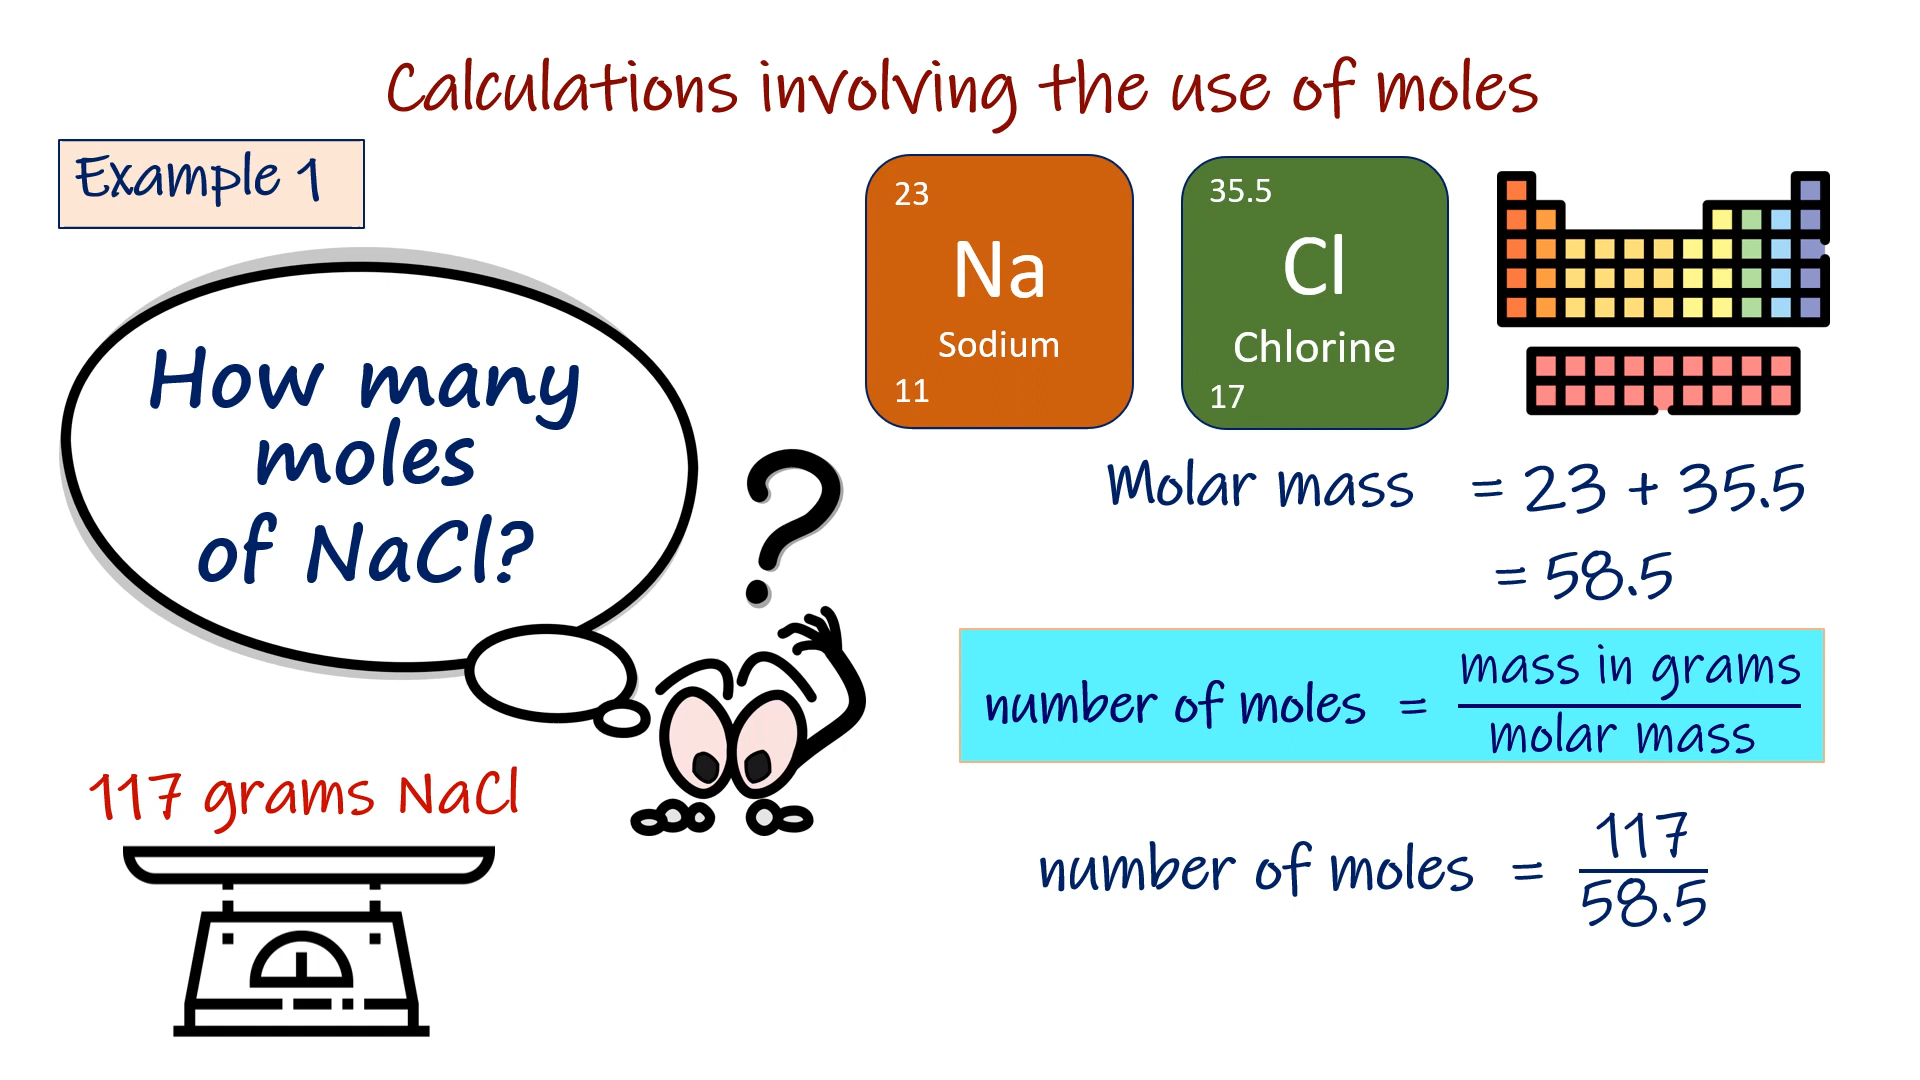 Calculations involving the use of moles
Example 1
How many
moles
of NaCl?
?
117 grams NaCl
23
Na
Sodium
11
35.5
Cl
Chlorine
17
Molar mass = 23 + 35.5
= 58.5
number of moles = mass in grams
molar mass
number of moles = 117
58.5